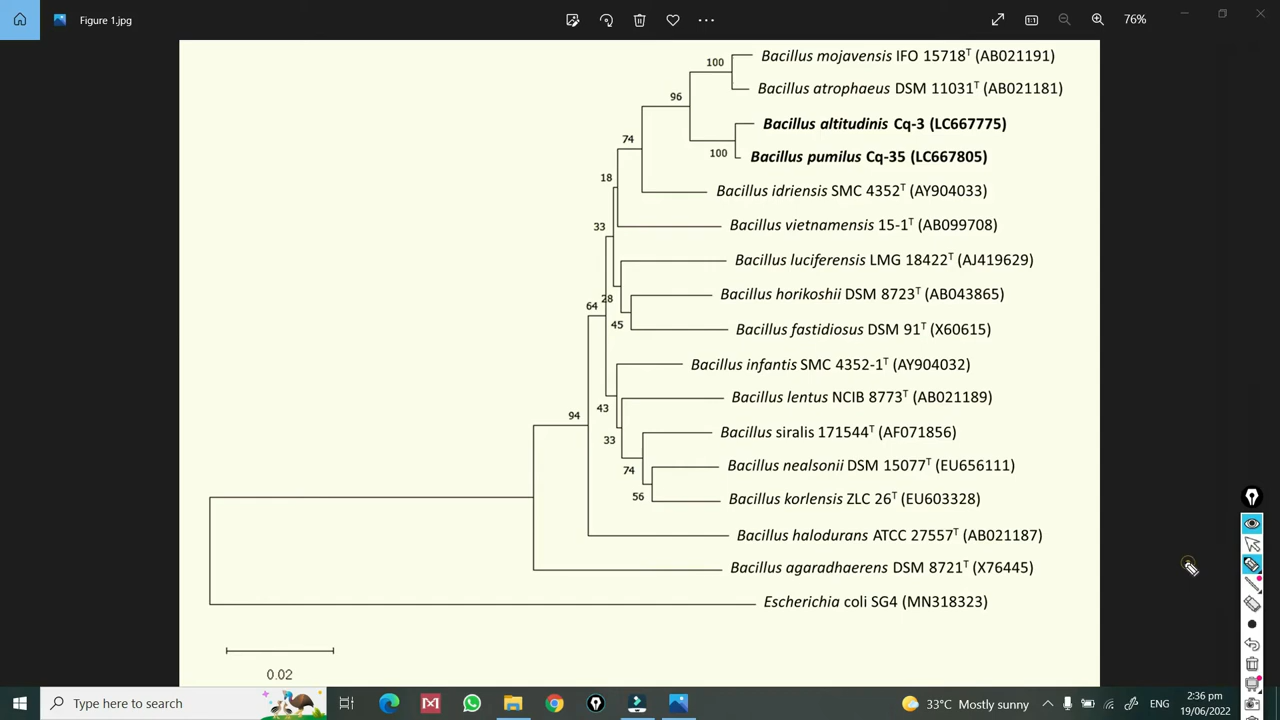 Figure 1.jpg
76%
Bacillus mojavensis IFO 15718ᵀ (AB021191)
100
Bacillus atrophaeus DSM 11031ᵀ (AB021181)
96
Bacillus altitudinis Cq-3 (LC667775)
74
100
Bacillus pumilus Cq-35 (LC667805)
18
Bacillus idriensis SMC 4352ᵀ (AY904033)
33
Bacillus vietnamensis 15-1ᵀ (AB099708)
Bacillus luciferensis LMG 18422ᵀ (AJ419629)
64
28
Bacillus horikoshii DSM 8723ᵀ (AB043865)
45
Bacillus fastidiosus DSM 91ᵀ (X60615)
Bacillus infantis SMC 4352-1ᵀ (AY904032)
94
43
Bacillus lentus NCIB 8773ᵀ (AB021189)
33
Bacillus siralis 171544ᵀ (AF071856)
74
Bacillus nealsonii DSM 15077ᵀ (EU656111)
56
Bacillus korlensis ZLC 26ᵀ (EU603328)
Bacillus halodurans ATCC 27557ᵀ (AB021187)
Bacillus agaradhaerens DSM 8721ᵀ (X76445)
Escherichia coli SG4 (MN318323)
0.02
Type here to search
33°C Mostly sunny
ENG
2:36 pm
19/06/2022